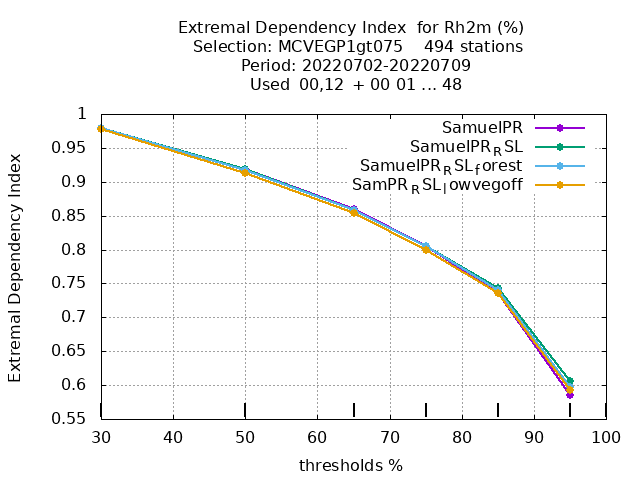 Extremal Dependency Index for Rh2m (%)
Selection: MCVEGP1gt075 494 stations
Period: 20220702-20220709
Used 00,12 + 00 01 ... 48
Extremal Dependency Index
1
0.95
0.9
0.85
0.8
0.75
0.7
0.65
0.6
0.55
SamuelPR
SamuelPR_RSL
SamuelPR_RSL_forest
SamPR_RSL_lowvegoff
30 40 50 60 70 80 90 100
thresholds %